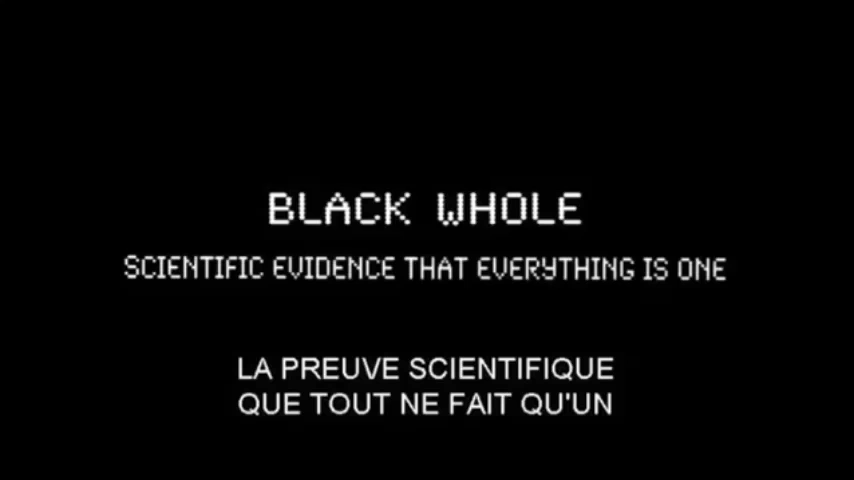 BLACK WHOLE
SCIENTIFIC EVIDENCE THAT EVERYTHING IS ONE
LA PREUVE SCIENTIFIQUE
QUE TOUT NE FAIT QU'UN